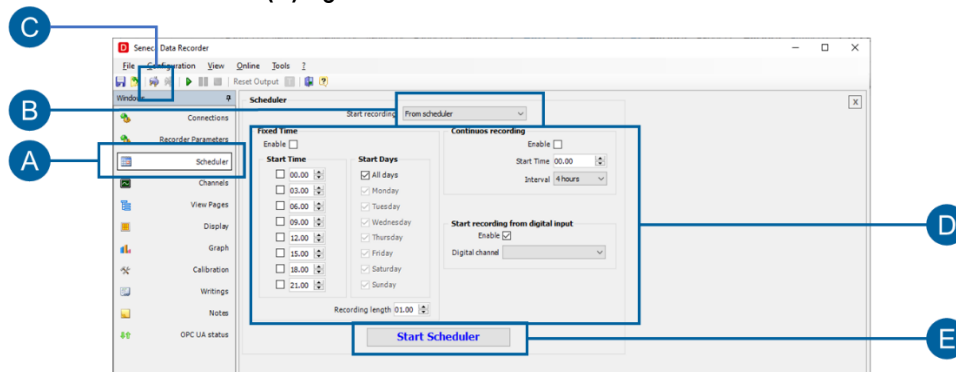 C
Seneca Data Recorder
File Configuration View Online Tools ?
Reset Output
Windows
Scheduler
B
Start recording From scheduler
X
Connections
Fixed Time
Continuos recording
Recorder Parameters
Enable
Enable
A
Scheduler
Start Time
Start Days
Start Time 00.00
00.00
All days
Interval 4 hours
Channels
03.00
Monday
View Pages
06.00
Tuesday
Display
09.00
Wednesday
Start recording from digital input
D
12.00
Thursday
Enable
Graph
15.00
Friday
Digital channel
Calibration
18.00
Saturday
Writings
21.00
Sunday
Notes
Recording length 01.00
OPC UA status
Start Scheduler
E